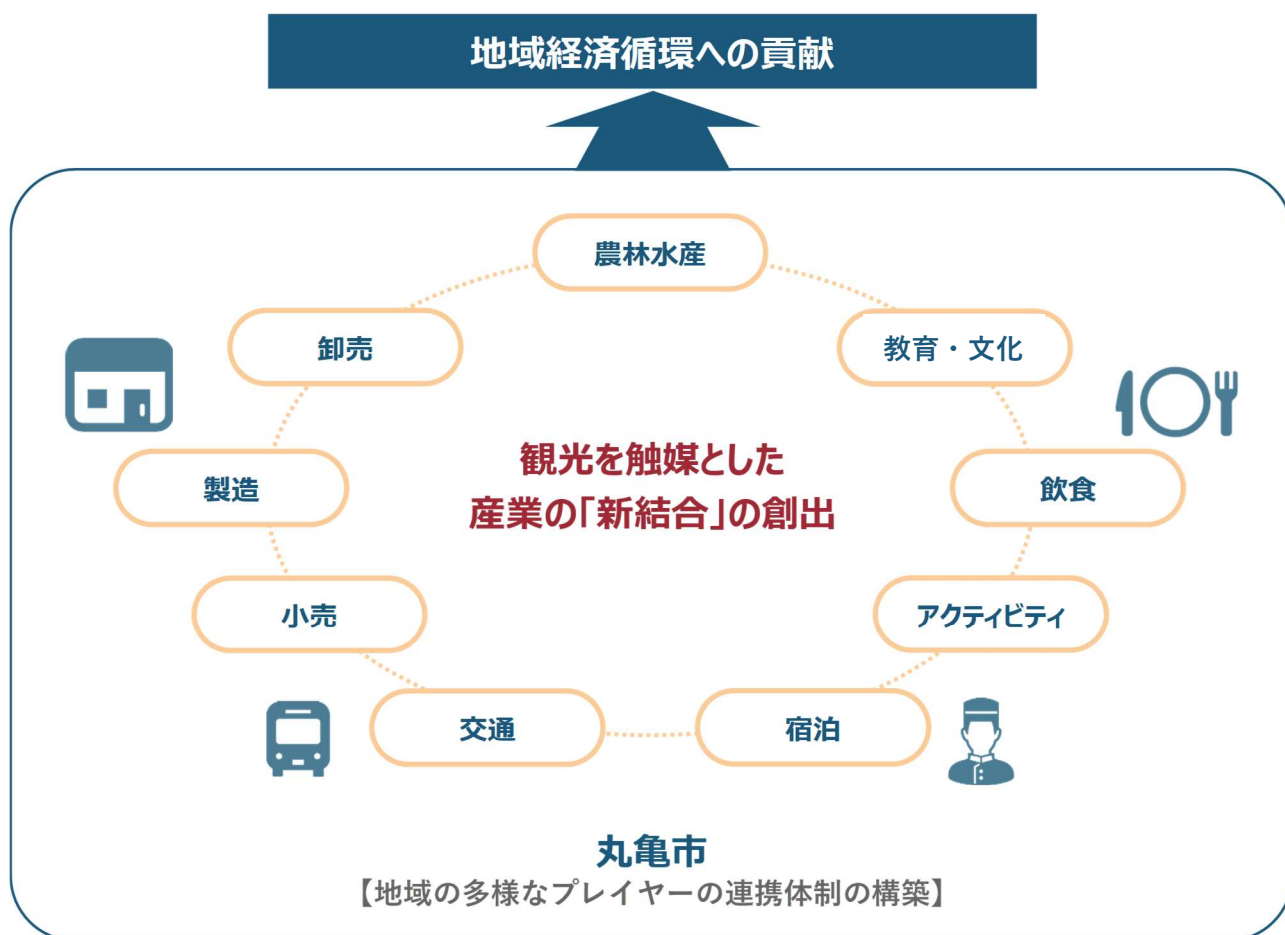 地域経済循環への貢献
農林水産
卸売
教育・文化
製造
観光を触媒とした
産業の「新結合」の創出
飲食
小売
アクティビティ
交通
宿泊
丸亀市
【地域の多様なプレイヤーの連携体制の構築】